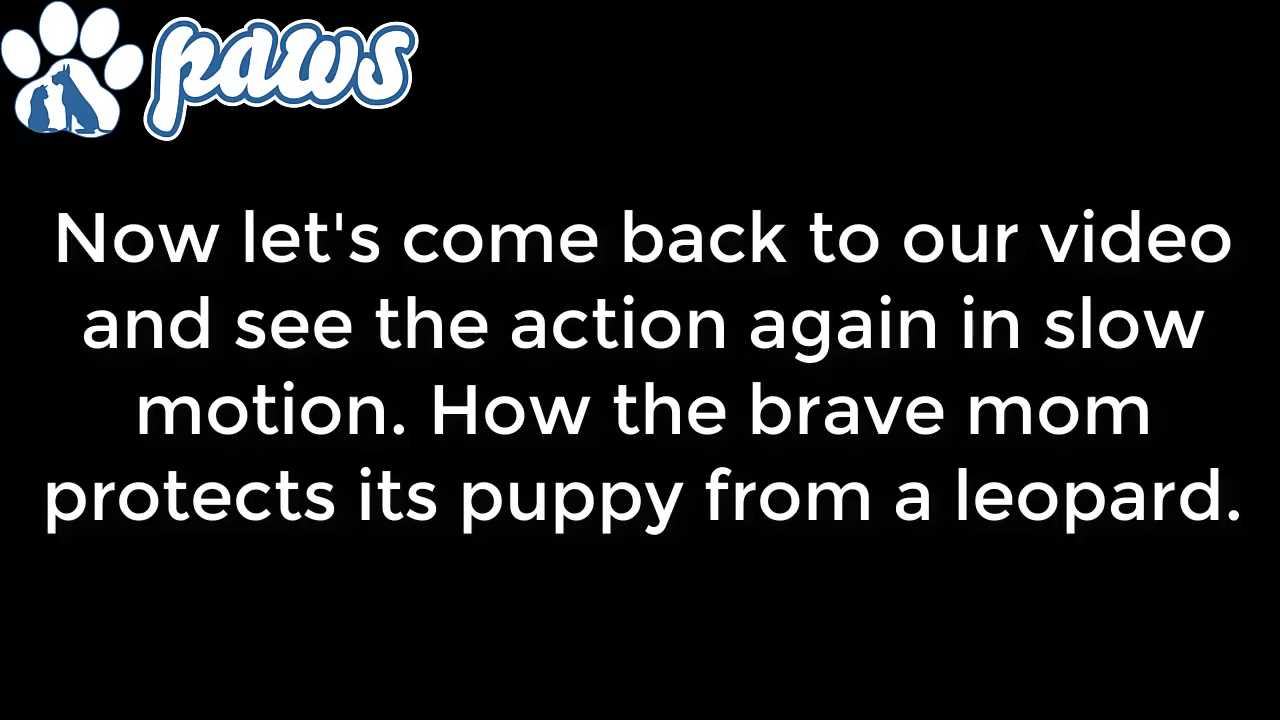 paws
Now let's come back to our video
and see the action again in slow
motion. How the brave mom
protects its puppy from a leopard.